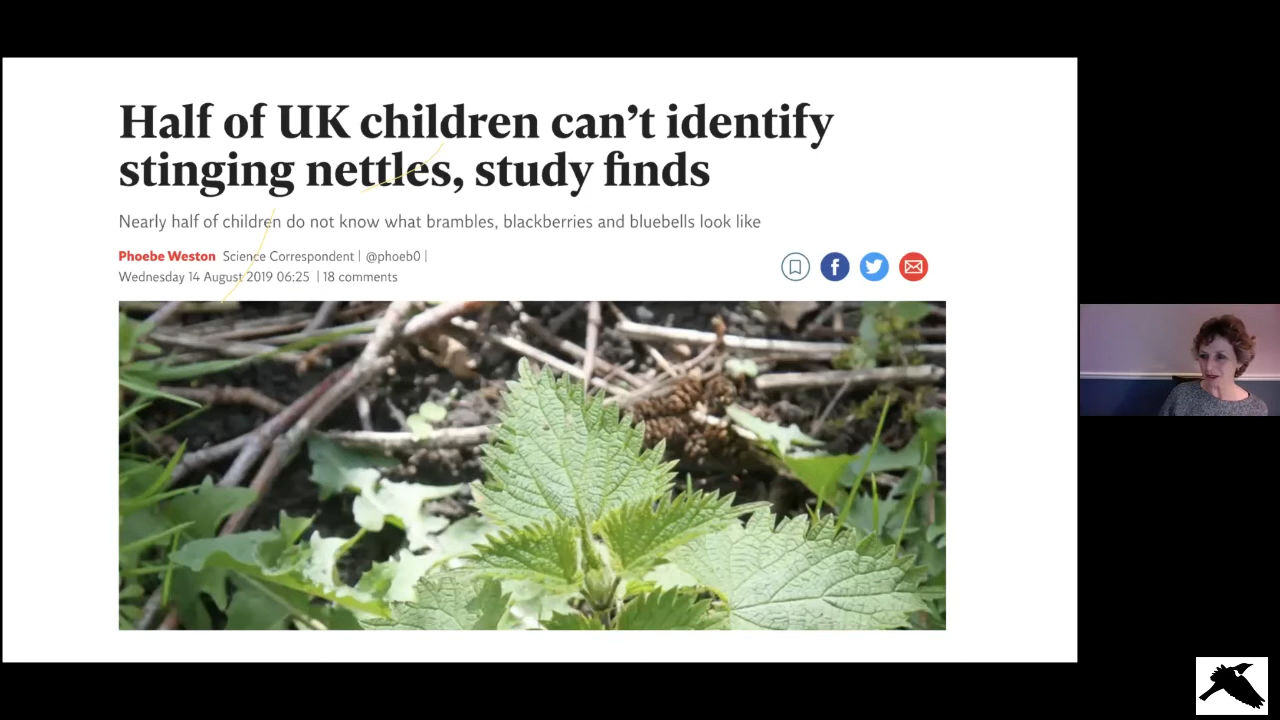 Half of UK children can’t identify
stinging nettles, study finds
Nearly half of children do not know what brambles, blackberries and bluebells look like
Phoebe Weston Science Correspondent | @phoeb0 |
Wednesday 14 August 2019 06:25 | 18 comments